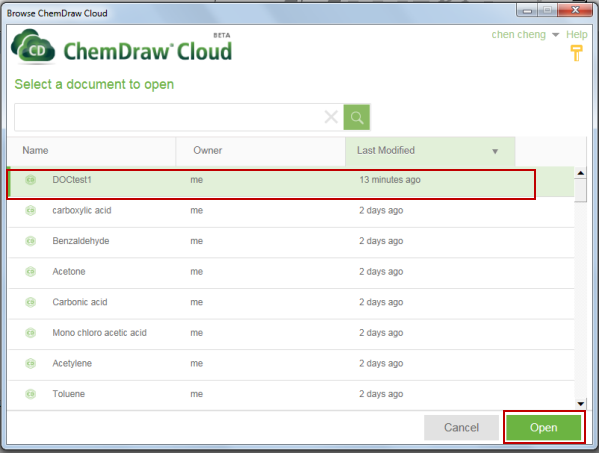 Browse ChemDraw Cloud
chen cheng Help
CD ChemDraw® Cloud BETA
Select a document to open
Name Owner Last Modified
DOCtest1 me 13 minutes ago
carboxylic acid me 2 days ago
Benzaldehyde me 2 days ago
Acetone me 2 days ago
Carbonic acid me 2 days ago
Mono chloro acetic acid me 2 days ago
Acetylene me 2 days ago
Toluene me 2 days ago
Cancel Open